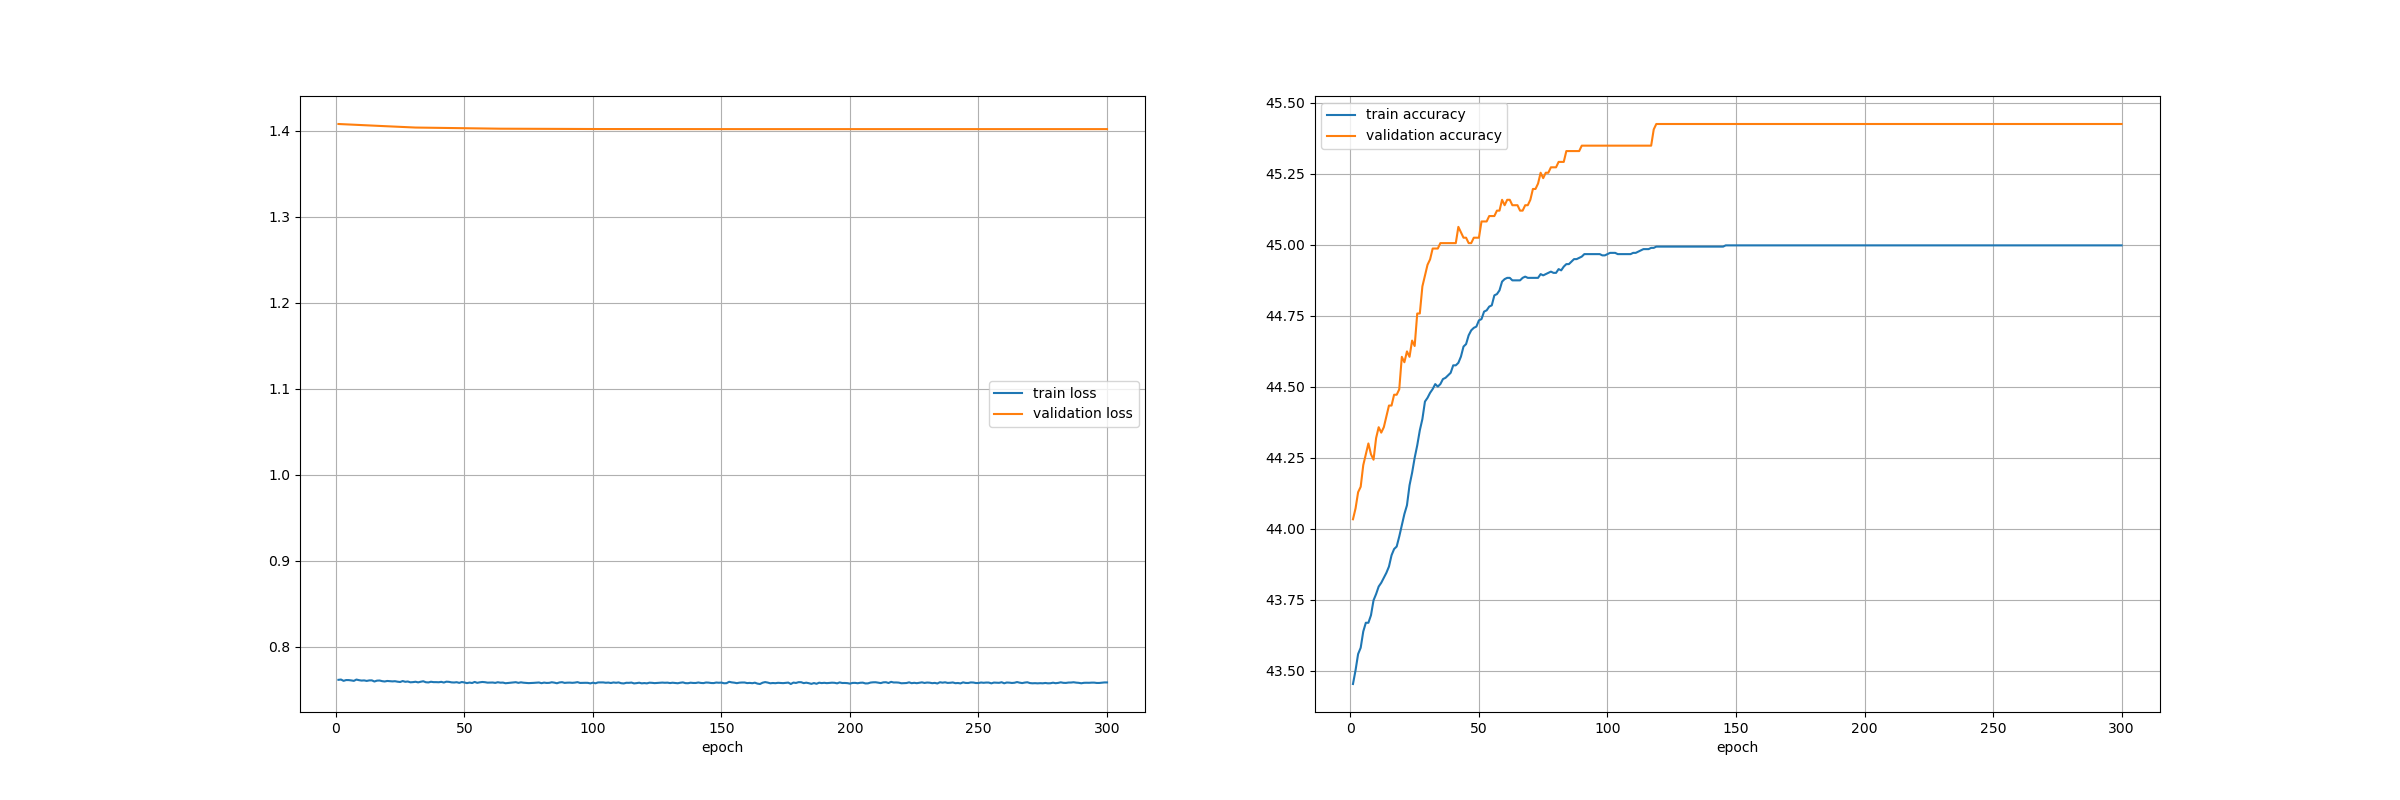 1.4
1.3
1.2
1.1
1.0
0.9
0.8
train loss
validation loss
0 50 100 150 200 250 300
epoch
train accuracy
validation accuracy
45.50
45.25
45.00
44.75
44.50
44.25
44.00
43.75
43.50
0 50 100 150 200 250 300
epoch